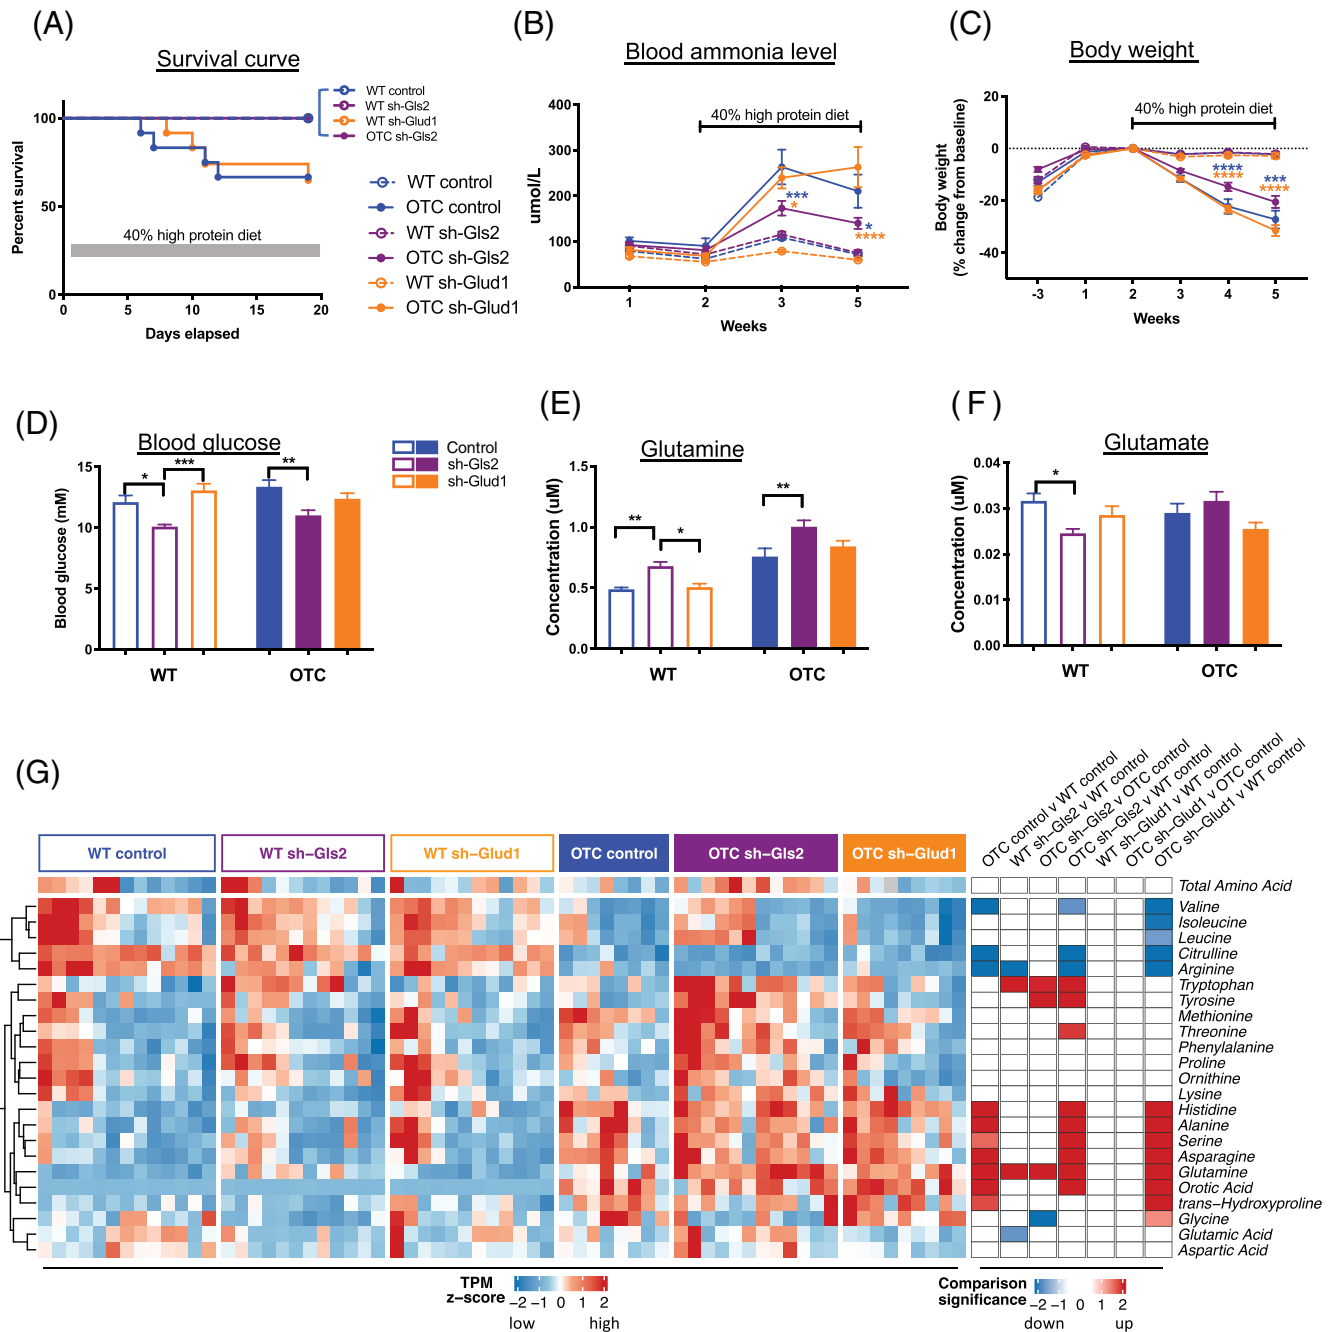 (A)
Survival curve
Percent survival
100
50
0
40% high protein diet
0 5 10 15 20
Days elapsed
WT control
WT sh-Gls2
WT sh-Glud1
OTC sh-Gls2
WT control
OTC control
WT sh-Gls2
OTC sh-Gls2
WT sh-Glud1
OTC sh-Glud1
(B)
Blood ammonia level
40% high protein diet
umol/L
400
300
200
100
0
***
*
*
****
1 2 3 5
Weeks
(C)
Body weight
40% high protein diet
Body weight
(% change from baseline)
20
0
-20
-40
****
****
***
****
-3 1 2 3 4 5
Weeks
(D)
Blood glucose
Blood glucose (mM)
15
10
5
0
* *** **
WT OTC
Control
sh-Gls2
sh-Glud1
(E)
Glutamine
Concentration (uM)
1.5
1.0
0.5
0.0
** * **
WT OTC
(F)
Glutamate
Concentration (uM)
0.04
0.03
0.02
0.01
0.00
*
WT OTC
(G)
WT control
WT sh–Gls2
WT sh–Glud1
OTC control
OTC sh–Gls2
OTC sh–Glud1
OTC control v WT control
WT sh–Gls2 v WT control
OTC sh–Gls2 v OTC control
OTC sh–Gls2 v WT control
WT sh–Glud1 v WT control
OTC sh–Glud1 v OTC control
OTC sh–Glud1 v WT control
Total Amino Acid
Valine
Isoleucine
Leucine
Citrulline
Arginine
Tryptophan
Tyrosine
Methionine
Threonine
Phenylalanine
Proline
Ornithine
Lysine
Histidine
Alanine
Serine
Asparagine
Glutamine
Orotic Acid
trans–Hydroxyproline
Glycine
Glutamic Acid
Aspartic Acid
TPM
z–score
−2 −1 0 1 2
low high
Comparison
significance
−2 −1 0 1 2
down up